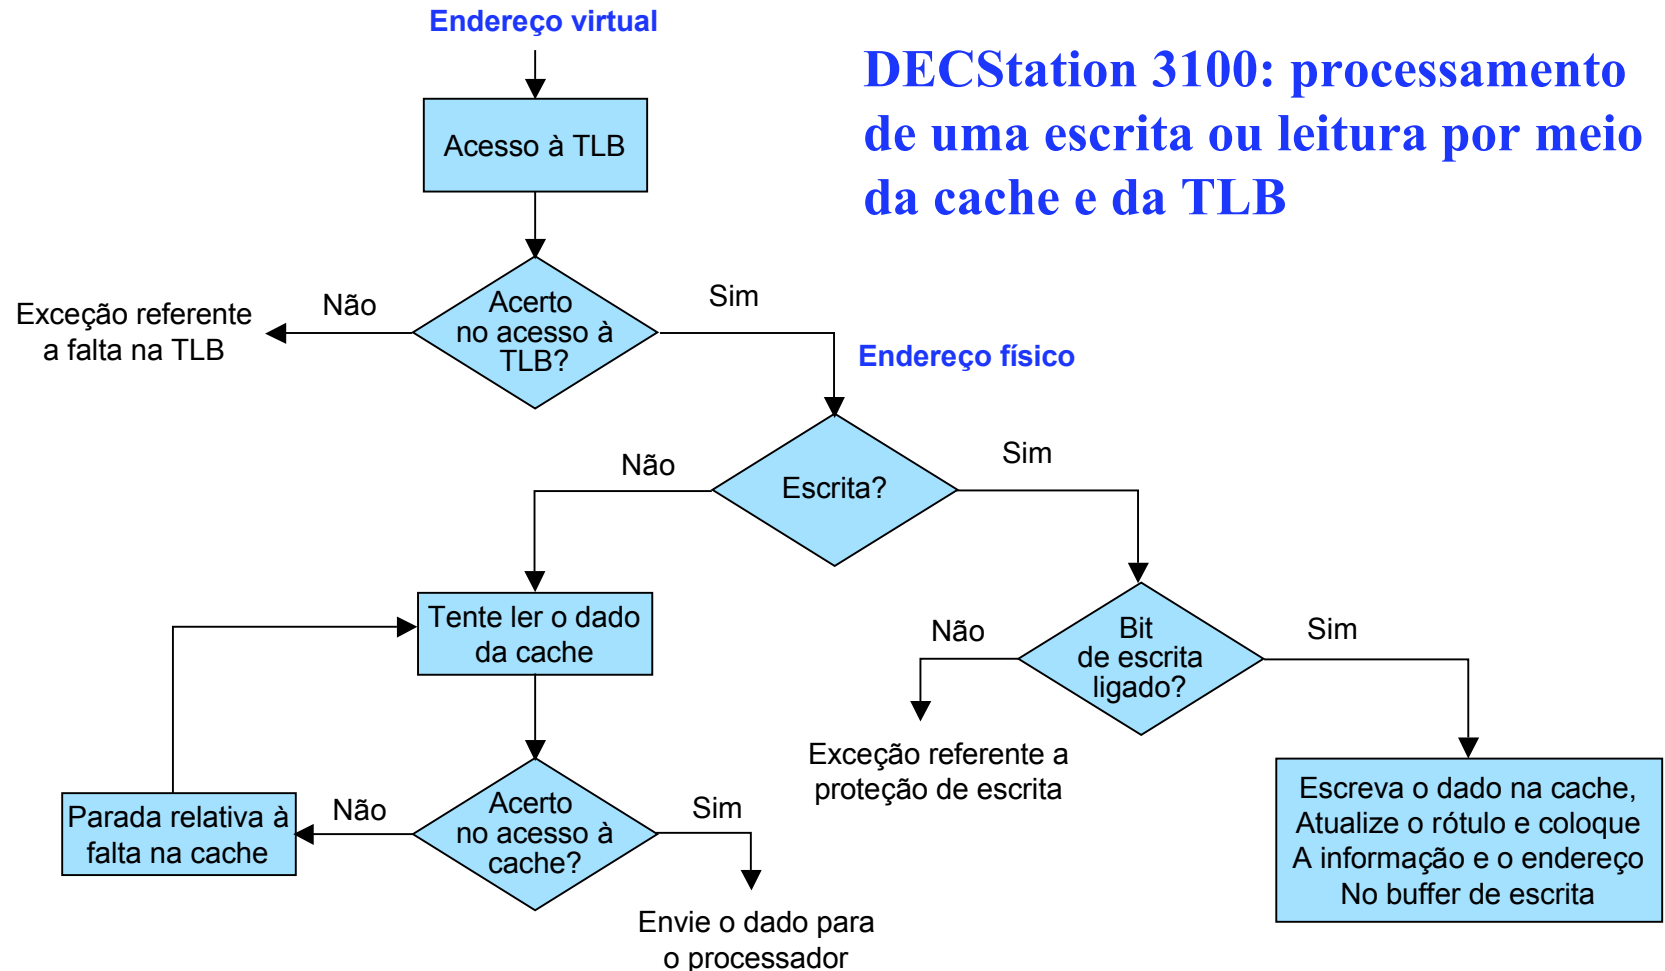 Endereço virtual
DECStation 3100: processamento
de uma escrita ou leitura por meio
da cache e da TLB
Acesso à TLB
Acerto
no acesso à
TLB?
Não
Sim
Exceção referente
a falta na TLB
Endereço físico
Escrita?
Não
Sim
Tente ler o dado
da cache
Bit
de escrita
ligado?
Não
Sim
Exceção referente a
proteção de escrita
Escreva o dado na cache,
Atualize o rótulo e coloque
A informação e o endereço
No buffer de escrita
Acerto
no acesso à
cache?
Não
Sim
Parada relativa à
falta na cache
Envie o dado para
o processador